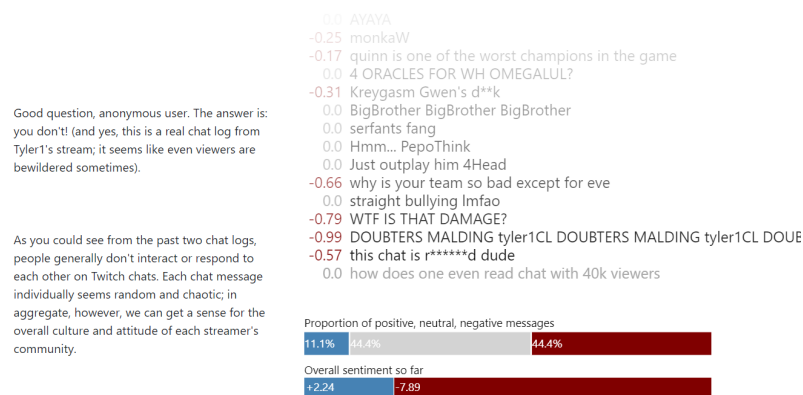 0.0 AYAYA
-0.25 monkaW
-0.17 quinn is one of the worst champions in the game
0.0 4 ORACLES FOR WH OMEGALUL?
-0.31 Kreygasm Gwen's d**k
0.0 BigBrother BigBrother BigBrother
0.0 serfants fang
0.0 Hmm... PepoThink
0.0 Just outplay him 4Head
-0.66 why is your team so bad except for eve
0.0 straight bullying lmfao
-0.79 WTF IS THAT DAMAGE?
-0.99 DOUBTERS MALDING tyler1CL DOUBTERS MALDING tyler1CL DOUB
-0.57 this chat is r******d dude
0.0 how does one even read chat with 40k viewers
Good question, anonymous user. The answer is:
you don't! (and yes, this is a real chat log from
Tyler1's stream; it seems like even viewers are
bewildered sometimes).
As you could see from the past two chat logs,
people generally don't interact or respond to
each other on Twitch chats. Each chat message
individually seems random and chaotic; in
aggregate, however, we can get a sense for the
overall culture and attitude of each streamer's
community.
Proportion of positive, neutral, negative messages
11.1% 44.4% 44.4%
Overall sentiment so far
+2.24 -7.89